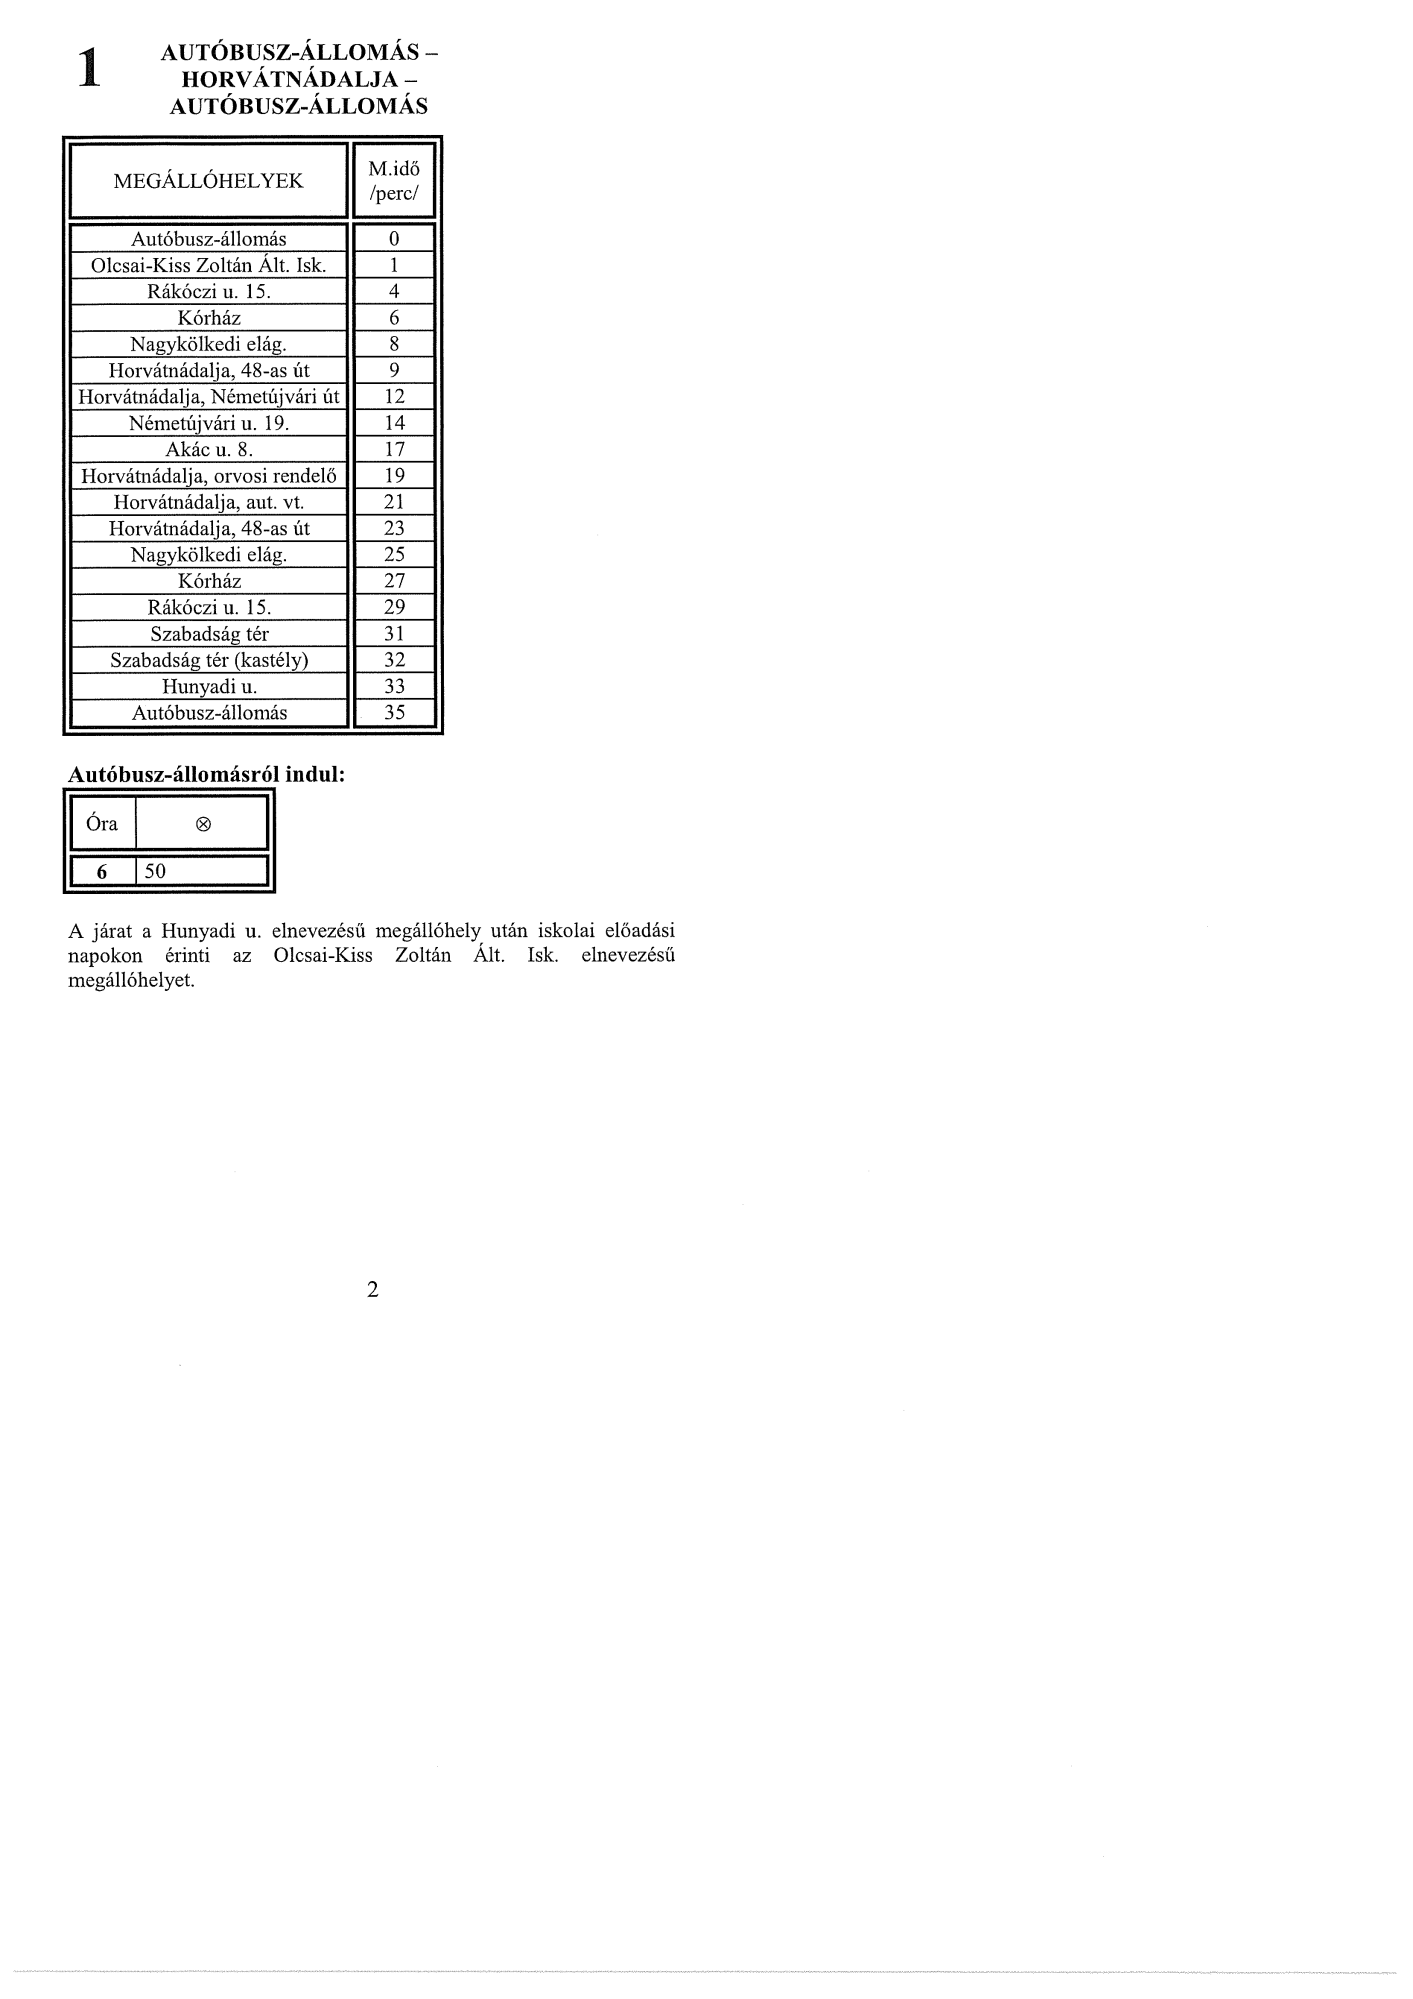 1
AUTÓBUSZ-ÁLLOMÁS –
HORVÁTNÁDALJA –
AUTÓBUSZ-ÁLLOMÁS
MEGÁLLÓHELYEK M.idő /perc/
Autóbusz-állomás 0
Olcsai-Kiss Zoltán Ált. Isk. 1
Rákóczi u. 15. 4
Kórház 6
Nagykölkedi elág. 8
Horvátnádalja, 48-as út 9
Horvátnádalja, Németújvári út 12
Németújvári u. 19. 14
Akác u. 8. 17
Horvátnádalja, orvosi rendelő 19
Horvátnádalja, aut. vt. 21
Horvátnádalja, 48-as út 23
Nagykölkedi elág. 25
Kórház 27
Rákóczi u. 15. 29
Szabadság tér 31
Szabadság tér (kastély) 32
Hunyadi u. 33
Autóbusz-állomás 35
Autóbusz-állomásról indul:
Óra ⊗
6 50
A járat a Hunyadi u. elnevezésű megállóhely után iskolai előadási
napokon érinti az Olcsai-Kiss Zoltán Ált. Isk. elnevezésű
megállóhelyet.
2